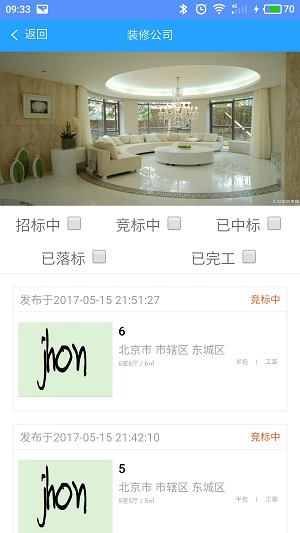 09:33 4G 70
返回 装修公司
招标中 竞标中 已中标
已落标 已完工
发布于2017-05-15 21:51:27 竞标中
jhon
6
北京市 市辖区 东城区
6室6厅 / 6㎡ 半包 | 工装
发布于2017-05-15 21:42:10 竞标中
jhon
5
北京市 市辖区 东城区
5室5厅 / 5㎡ 半包 | 工装